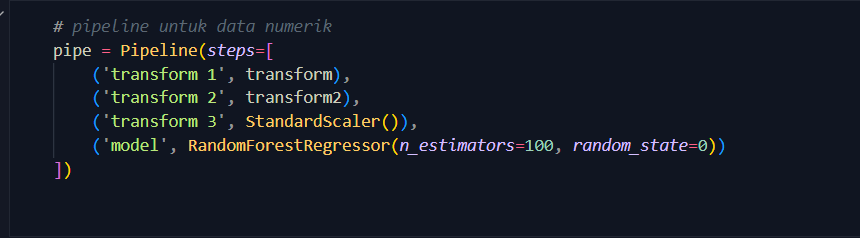 # pipeline untuk data numerik
pipe = Pipeline(steps=[
    ('transform 1', transform),
    ('transform 2', transform2),
    ('transform 3', StandardScaler()),
    ('model', RandomForestRegressor(n_estimators=100, random_state=0))
])